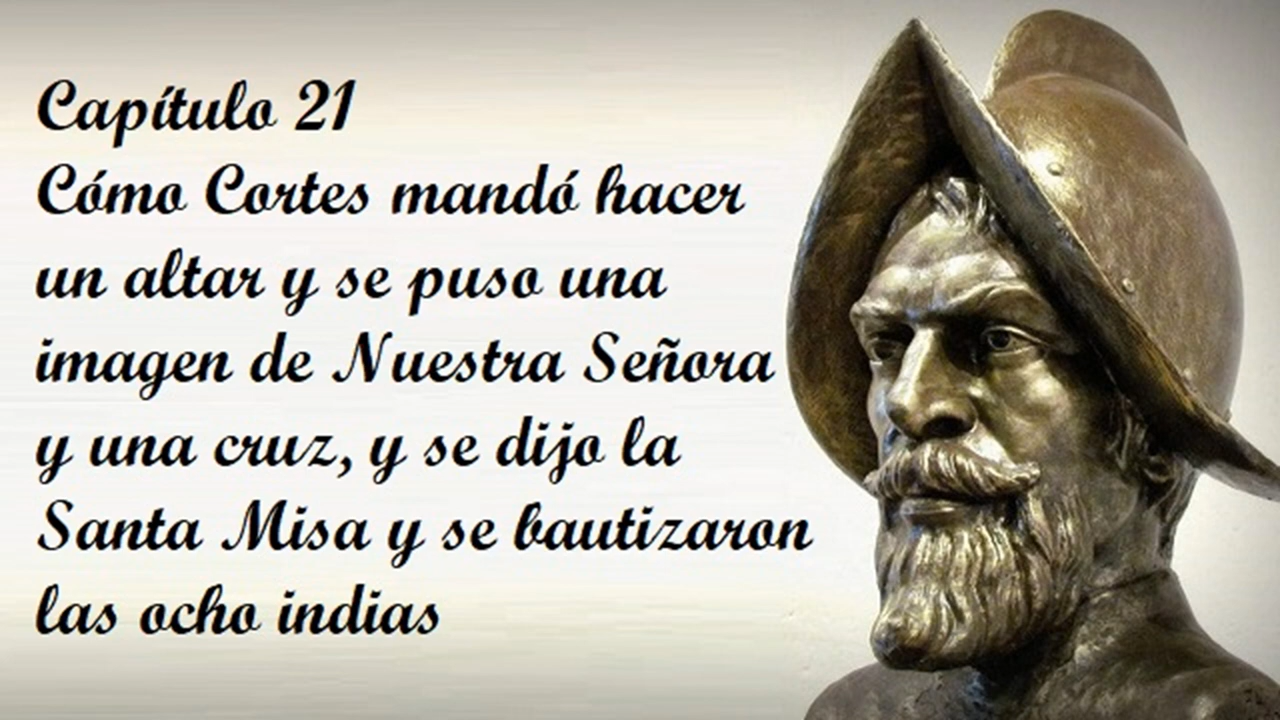 Capítulo 21
Cómo Cortes mandó hacer
un altar y se puso una
imagen de Nuestra Señora
y una cruz, y se dijo la
Santa Misa y se bautizaron
las ocho indias